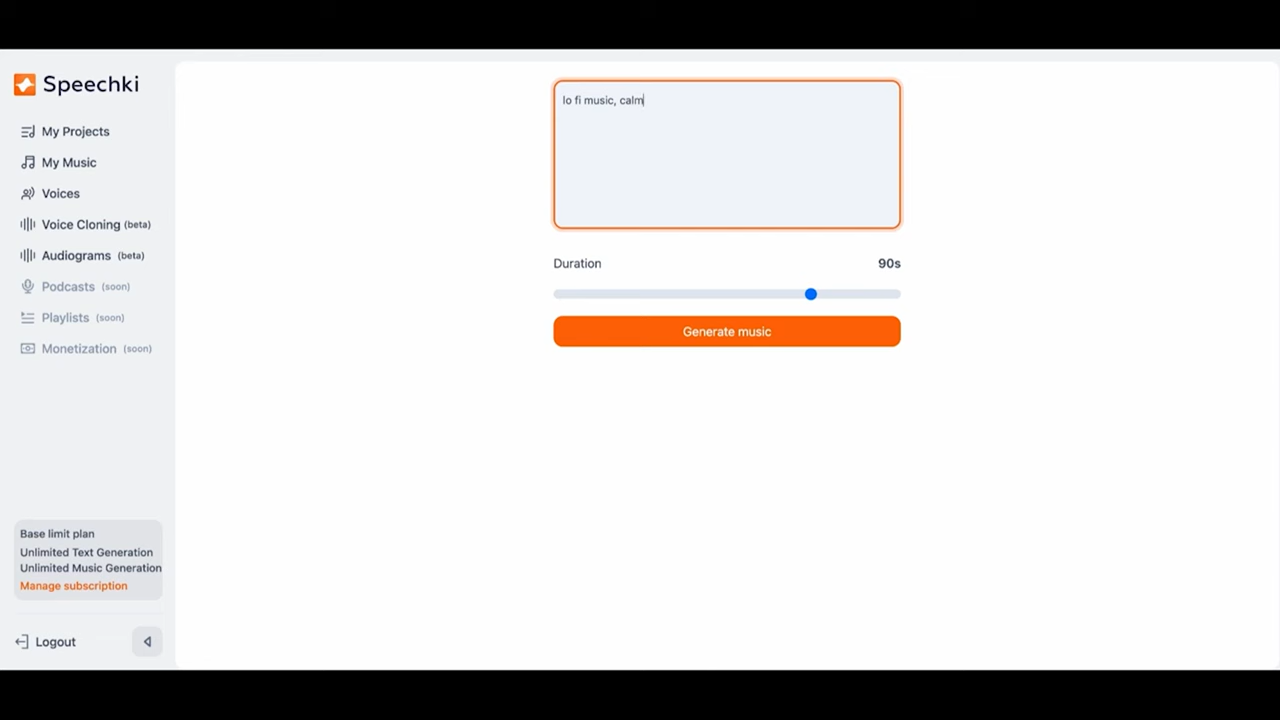 Speechki
My Projects
My Music
Voices
Voice Cloning (beta)
Audiograms (beta)
Podcasts (soon)
Playlists (soon)
Monetization (soon)
Base limit plan
Unlimited Text Generation
Unlimited Music Generation
Manage subscription
Logout
lo fi music, calm
Duration 90s
Generate music